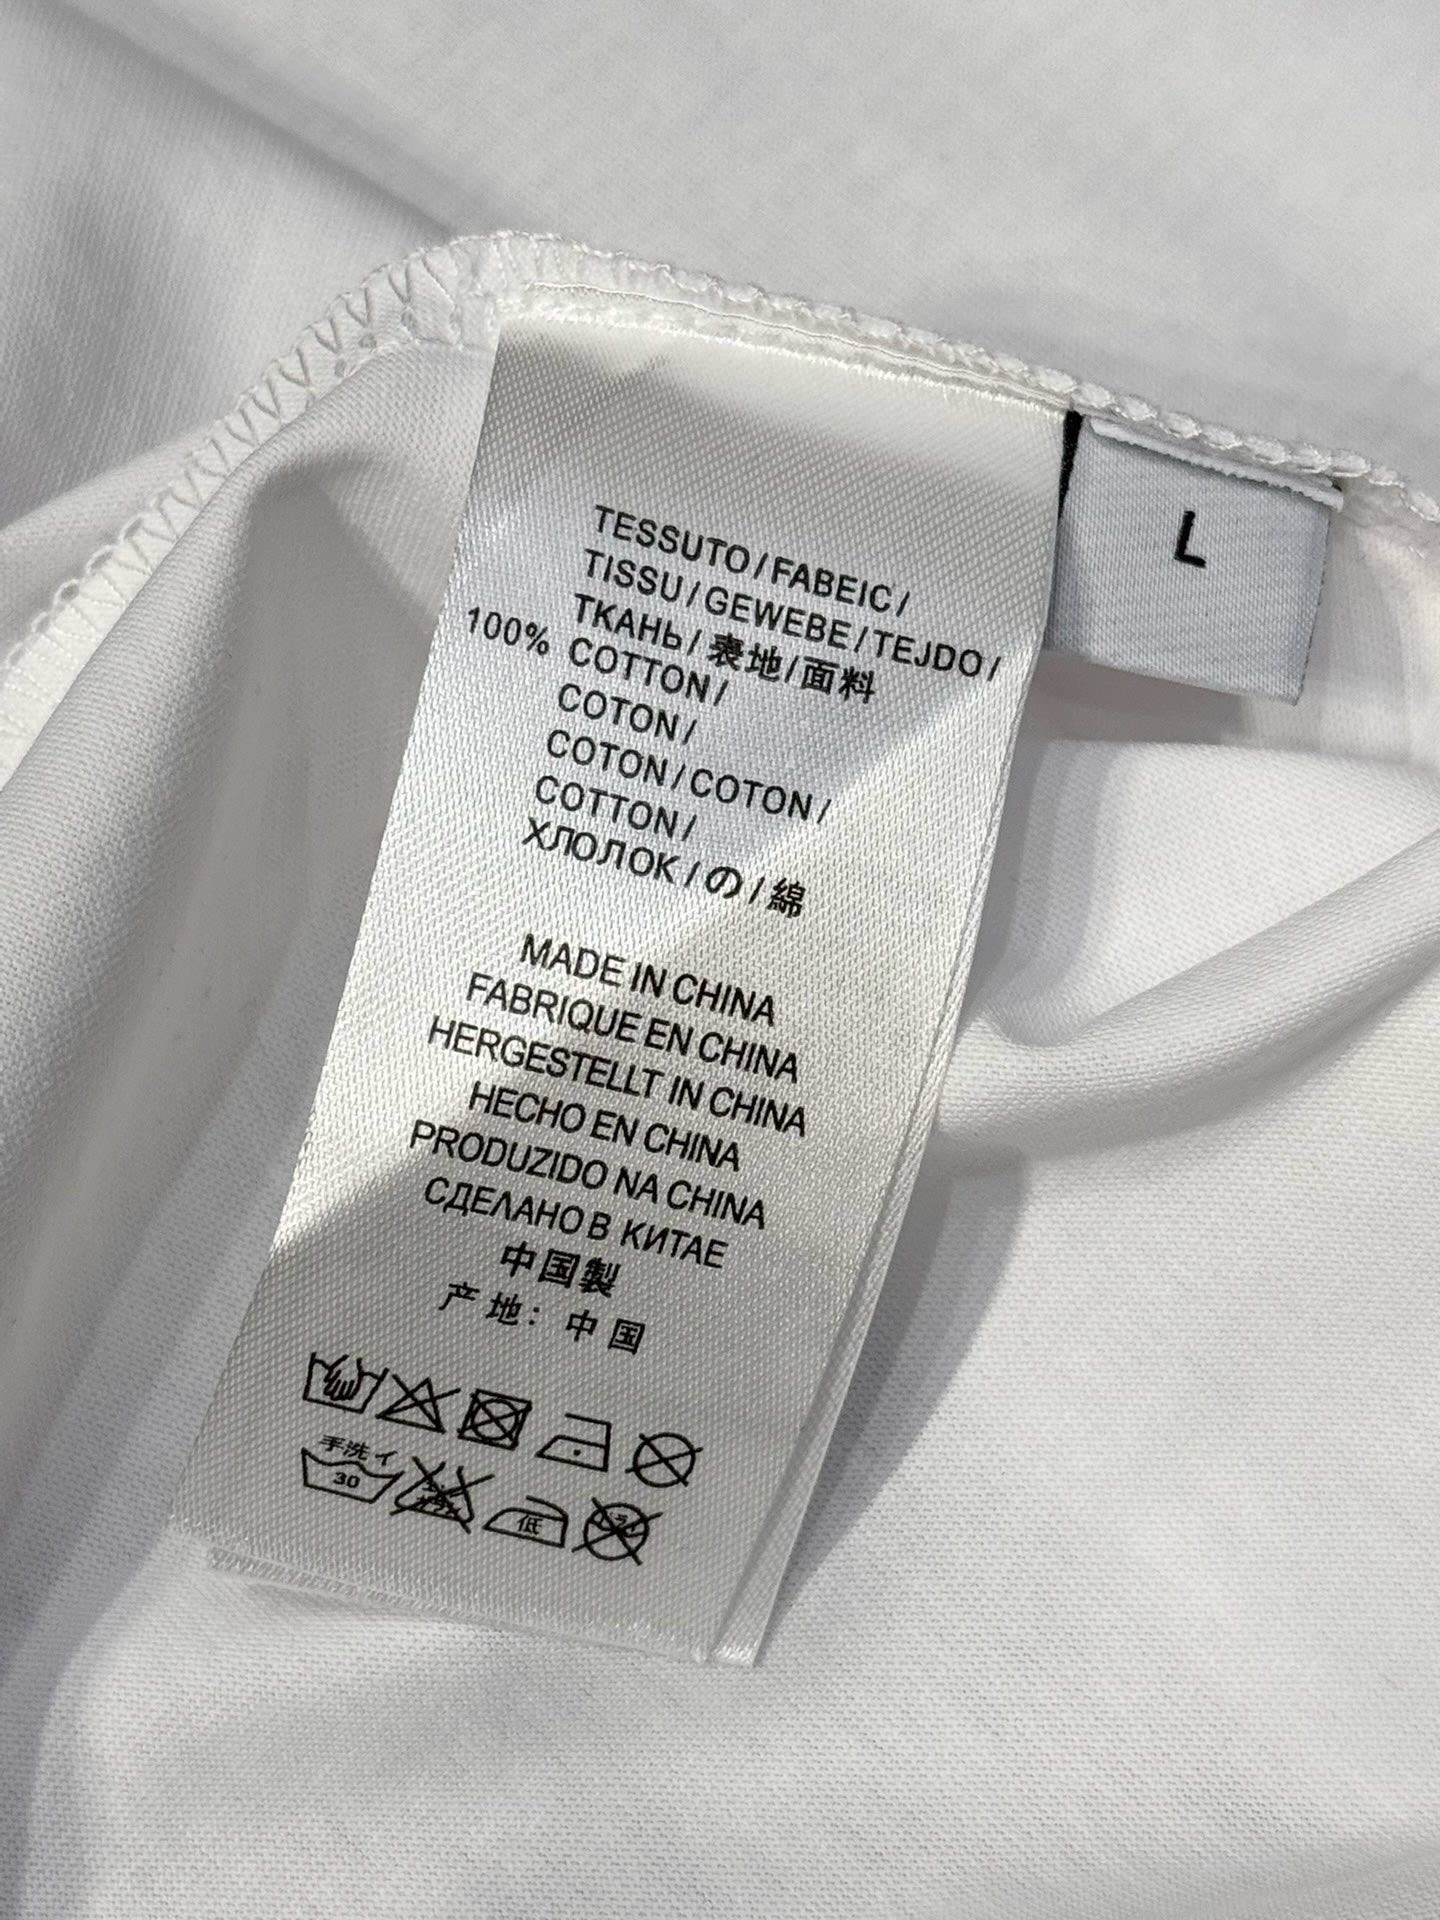 TESSUTO/FABEIC/
TISSU/GEWEBE/TEJDO/
ТКАНЬ/表地/面料
100% COTTON/
COTON/
COTON/COTON/
COTTON/
ХЛОЛОК/の/綿
MADE IN CHINA
FABRIQUE EN CHINA
HERGESTELLT IN CHINA
HECHO EN CHINA
PRODUZIDO NA CHINA
СДЕЛАНО В КИТАЕ
中国製
产地：中国
手洗イ
30
低
L